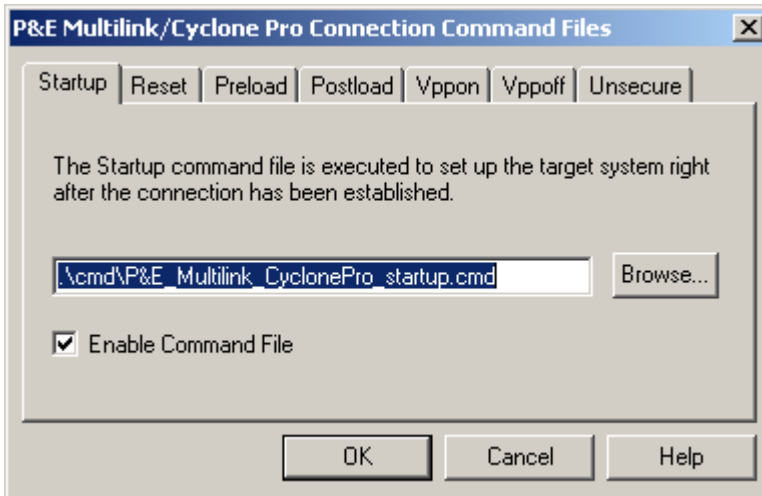 P&E Multilink/Cyclone Pro Connection Command Files
Startup Reset Preload Postload Vppon Vppoff Unsecure
The Startup command file is executed to set up the target system right
after the connection has been established.
.\cmd\P&E_Multilink_CyclonePro_startup.cmd Browse...
Enable Command File
OK Cancel Help